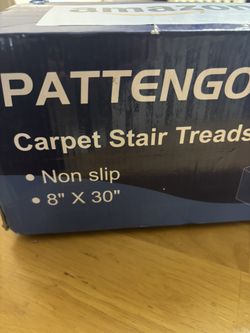 PATTENGO
Carpet Stair Treads
• Non slip
• 8" X 30"